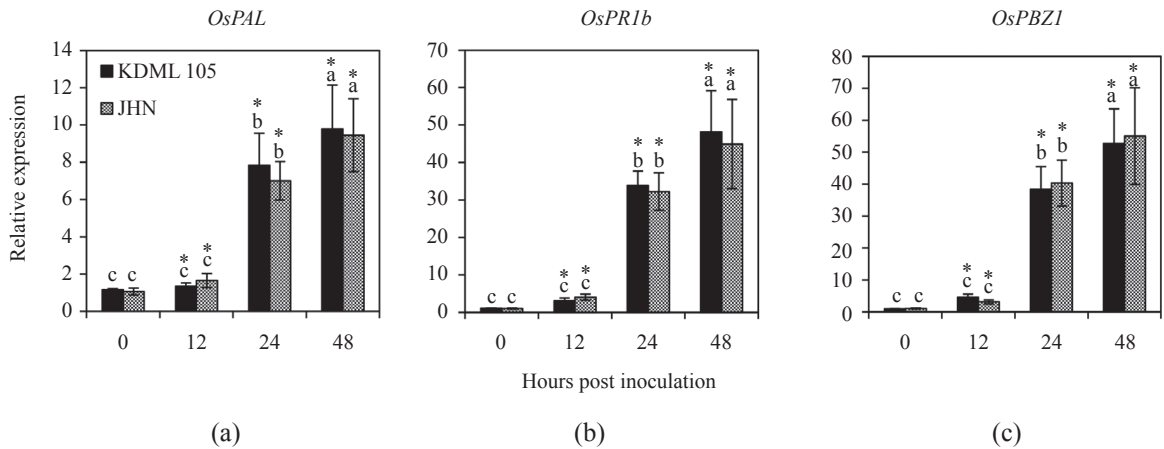 OsPAL
OsPR1b
OsPBZ1
Relative expression
14
12
10
8
6
4
2
0
KDML 105
JHN
c c
* *
c c
* *
b b
* *
a a
0 12 24 48
(a)
70
60
50
40
30
20
10
0
c c
* *
c c
* *
b b
* *
a a
0 12 24 48
Hours post inoculation
(b)
80
70
60
50
40
30
20
10
0
c c
* *
c c
* *
b b
* *
a a
0 12 24 48
(c)